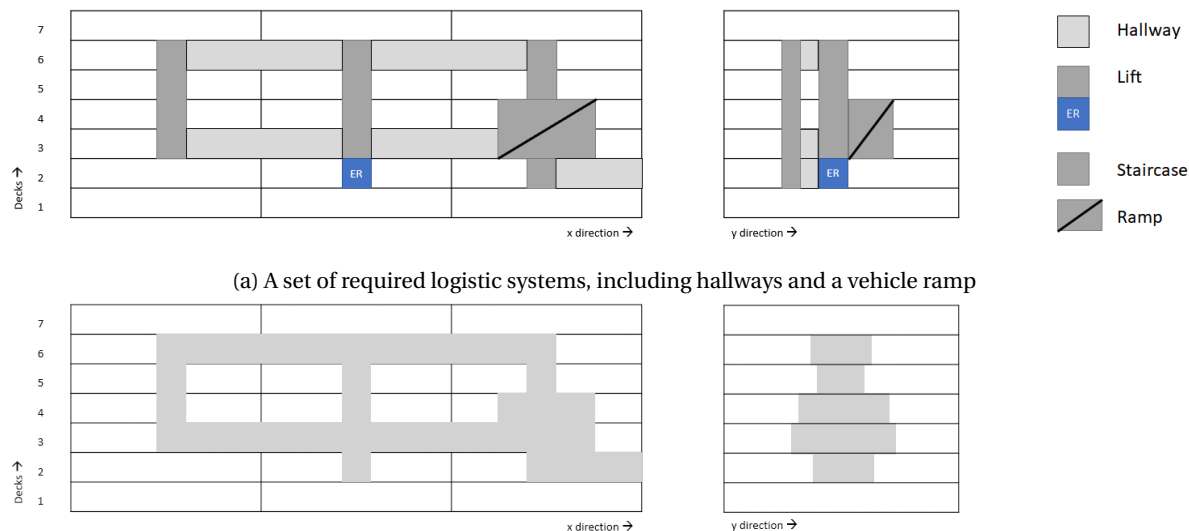 7
6
5
4
3
2
1
Decks →
ER
x direction →
ER
y direction →
Hallway
Lift
ER
Staircase
Ramp
(a) A set of required logistic systems, including hallways and a vehicle ramp
7
6
5
4
3
2
1
Decks →
x direction →
y direction →